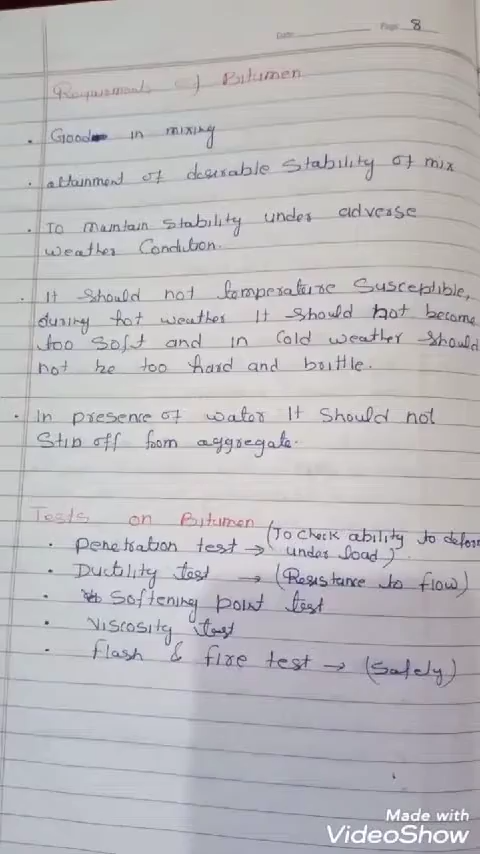 Date Page 8
Requirements of Bitumen
• Good in mixing
• attainment of desirable stability of mix
• To maintain stability under adverse
weather Condition.
• It should not temperature Susceptible,
during hot weather It should not become
too soft and in Cold weather should
not be too hard and brittle.
• In presence of water It should not
Strip off from aggregate.
Tests on Bitumen
• penetration test → (To check ability to deform
under load).
• Ductility test → (Resistance to flow)
• Softening point test
• Viscosity test
• flash & fire test → (Safely)
Made with
VideoShow